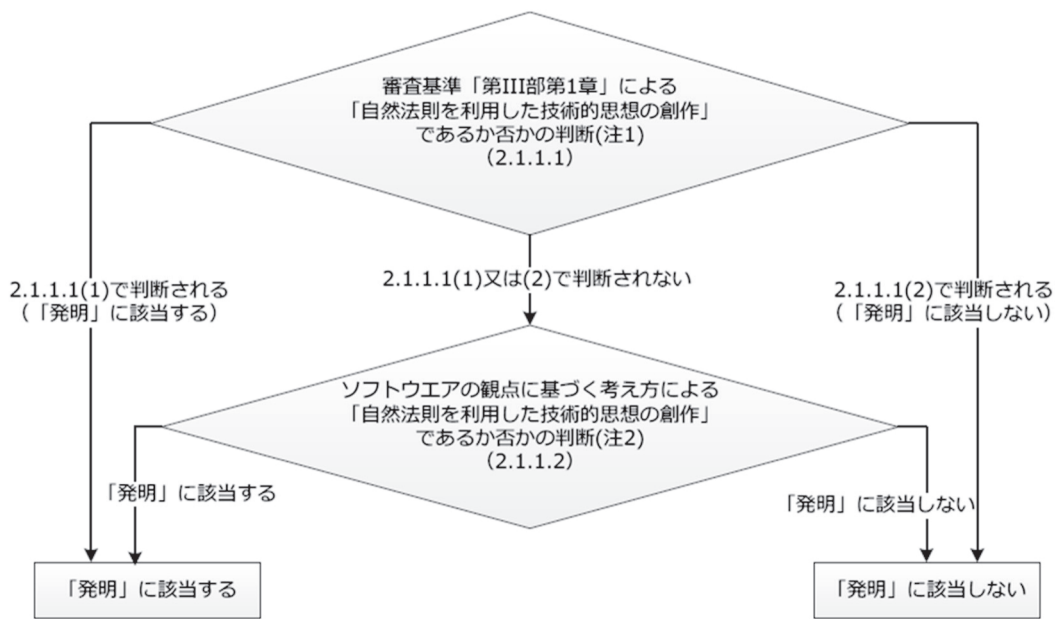 審査基準「第III部第1章」による
「自然法則を利用した技術的思想の創作」
であるか否かの判断(注1)
（2.1.1.1）
2.1.1.1(1)で判断される
（「発明」に該当する）
2.1.1.1(1)又は(2)で判断されない
2.1.1.1(2)で判断される
（「発明」に該当しない）
ソフトウエアの観点に基づく考え方による
「自然法則を利用した技術的思想の創作」
であるか否かの判断(注2)
（2.1.1.2）
「発明」に該当する
「発明」に該当しない
「発明」に該当する
「発明」に該当しない